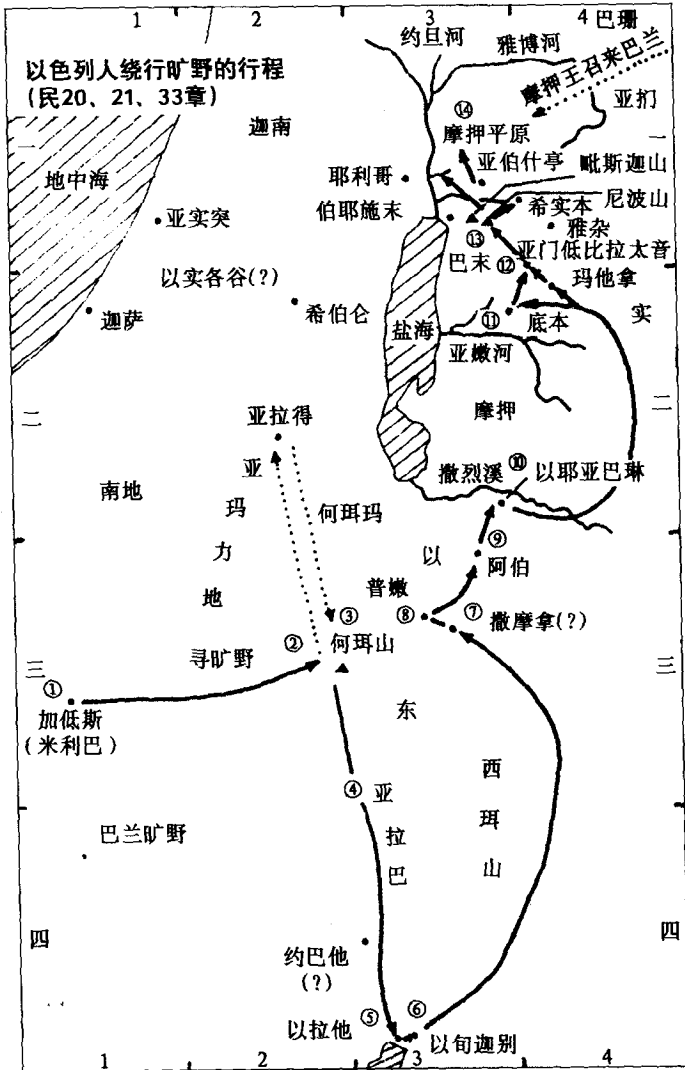 1 2 3 4
巴珊
约旦河
雅博河
以色列人绕行旷野的行程
(民20、21、33章)
摩押王召来巴兰
亚扪
迦南
⑭
摩押平原
一
一
地中海
耶利哥
亚伯什亭
毗斯迦山
伯耶施末
希实本
尼波山
亚实突
⑬
雅杂
巴末
⑫
亚门低比拉太音
以实各谷(?)
玛他拿
迦萨
希伯仑
盐海
⑪
底本
实
亚嫩河
二
摩押
二
亚拉得
撒烈溪
⑩
以耶亚巴琳
南地
亚玛力地
何珥玛
以东
⑨
阿伯
普嫩
⑧
⑦
撒摩拿(?)
②
③
何珥山
寻旷野
三
三
①
加低斯
(米利巴)
西珥山
④
亚拉巴
巴兰旷野
四
四
约巴他
(?)
⑤
⑥
以拉他
以旬迦别
1 2 3 4